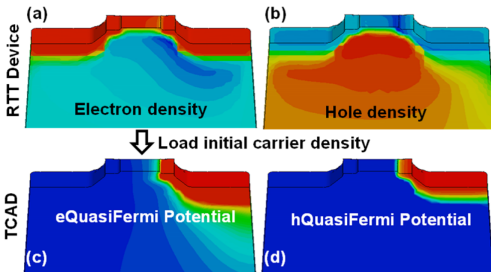 (a)
(b)
RTT Device
Electron density
Hole density
Load initial carrier density
TCAD
eQuasiFermi Potential
hQuasiFermi Potential
(c)
(d)